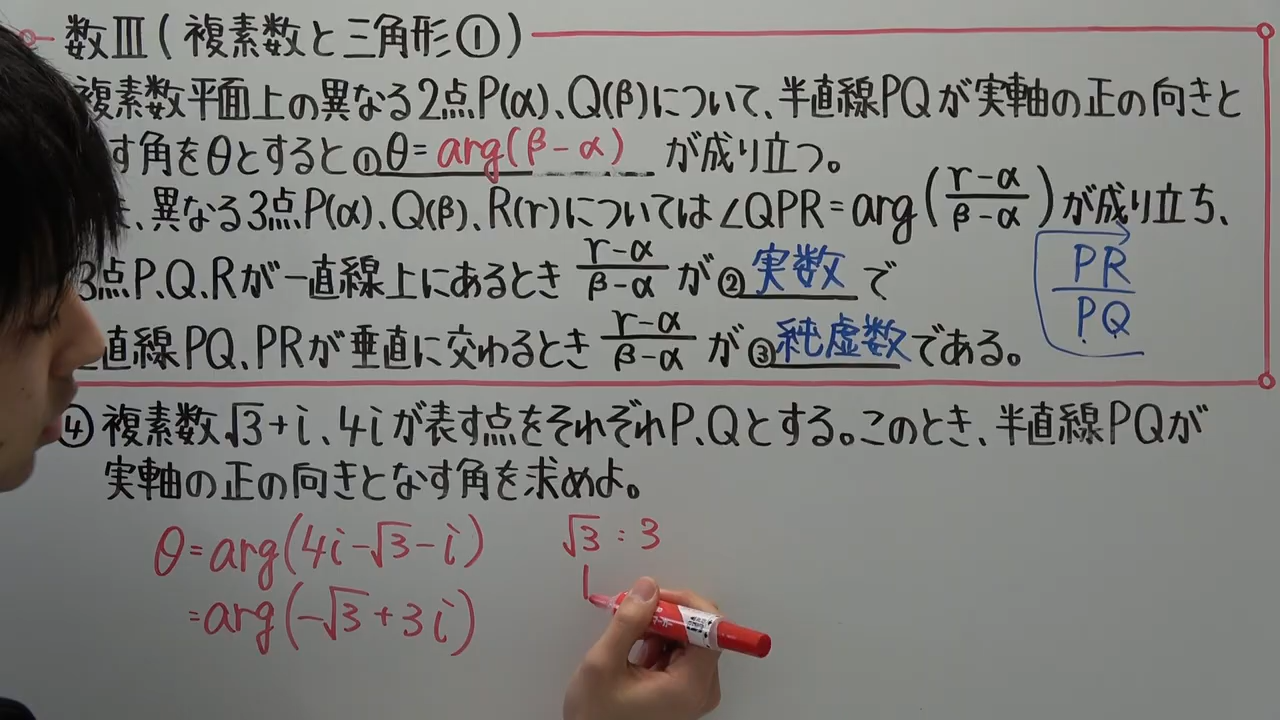 数Ⅲ(複素数と三角形①)
複素数平面上の異なる2点P(α)、Q(β)について、半直線PQが実軸の正の向きと
す角をθとすると①θ=arg(β-α)が成り立つ。
、異なる3点P(α)、Q(β)、R(r)については∠QPR=arg(r-α/β-α)が成り立ち、
3点P、Q、Rが一直線上にあるとき r-α/β-α が②実数で
直線PQ、PRが垂直に交わるとき r-α/β-α が③純虚数である。
PR/PQ
④複素数√3+i、4iが表す点をそれぞれP、Qとする。このとき、半直線PQが
実軸の正の向きとなす角を求めよ。
θ=arg(4i-√3-i)
=arg(-√3+3i)
√3:3
1